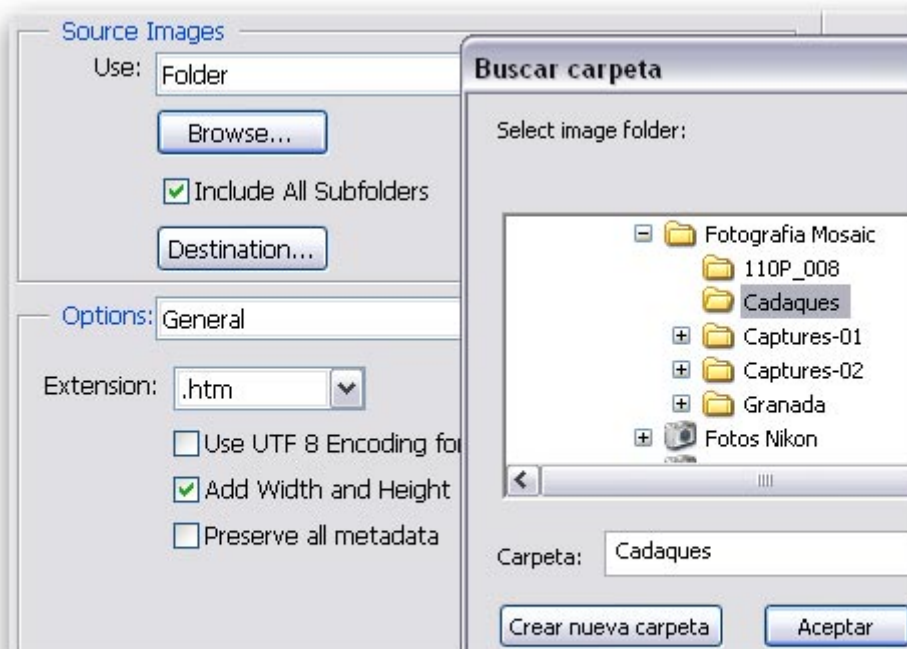 Source Images
Use: Folder
Browse...
Include All Subfolders
Destination...
Options: General
Extension: .htm
Use UTF 8 Encoding for
Add Width and Height
Preserve all metadata
Buscar carpeta
Select image folder:
Fotografia Mosaic
110P_008
Cadaques
Captures-01
Captures-02
Granada
Fotos Nikon
Carpeta: Cadaques
Crear nueva carpeta
Aceptar